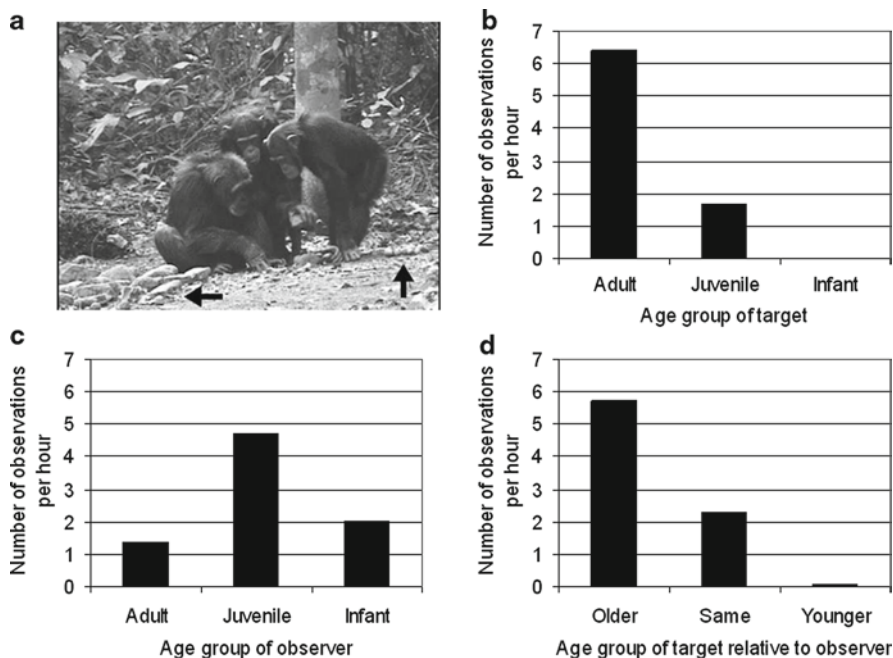 a
b
Number of observations
per hour
7
6
5
4
3
2
1
0
Adult Juvenile Infant
Age group of target
c
Number of observations
per hour
7
6
5
4
3
2
1
0
Adult Juvenile Infant
Age group of observer
d
Number of observations
per hour
7
6
5
4
3
2
1
0
Older Same Younger
Age group of target relative to observer